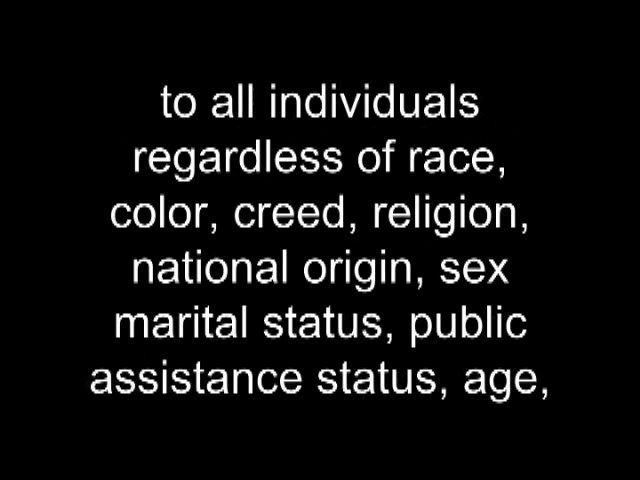 to all individuals
regardless of race,
color, creed, religion,
national origin, sex
marital status, public
assistance status, age,